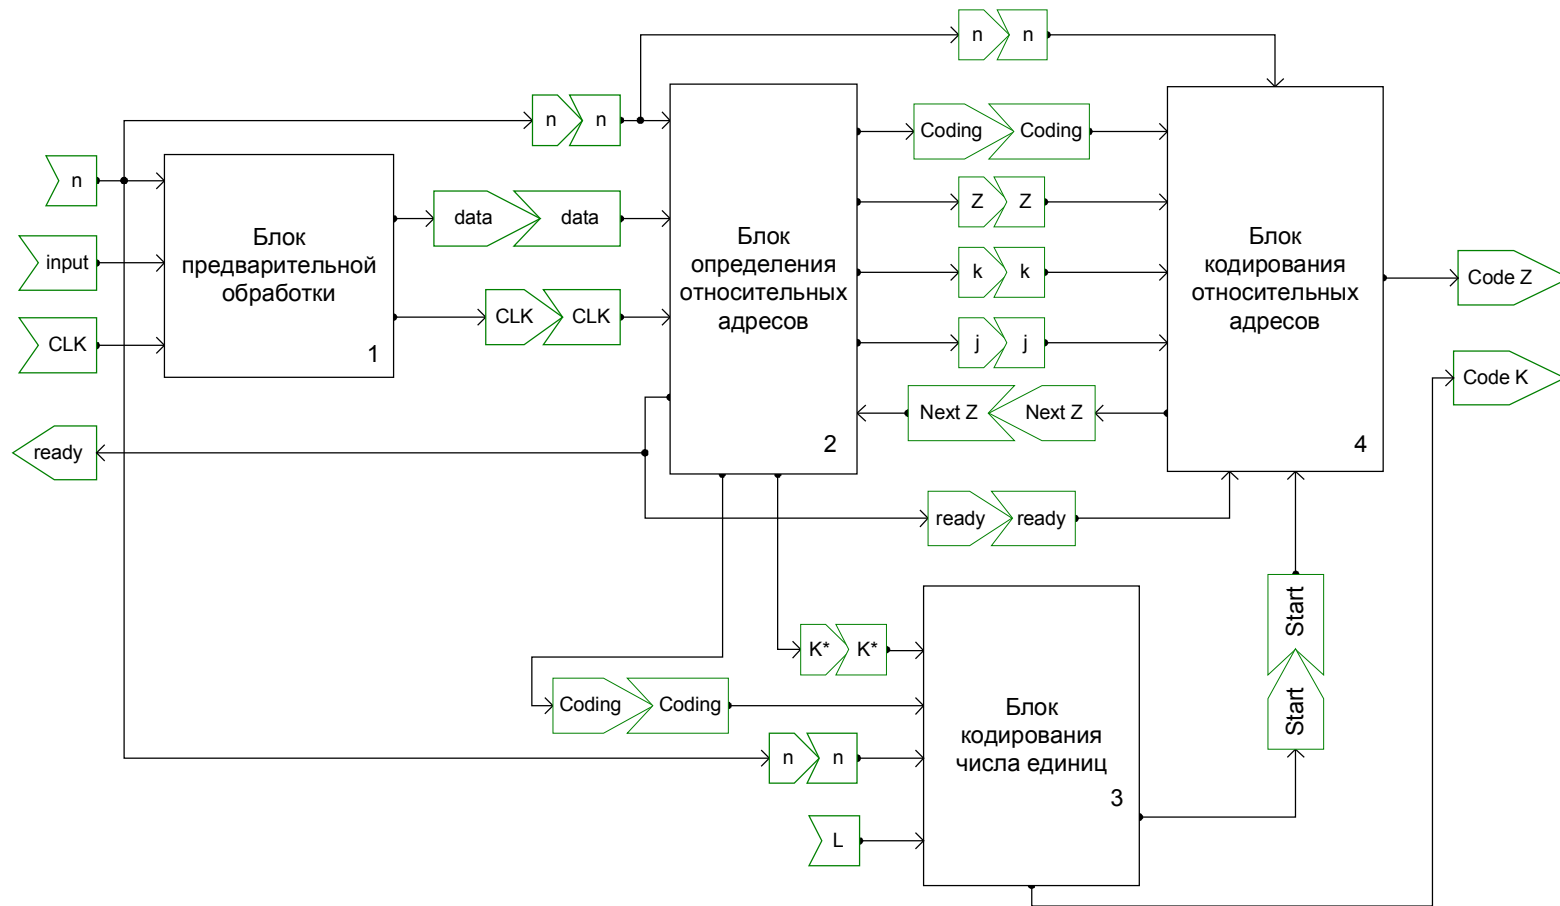 n
n
n
n
Coding
Coding
n
data
data
Z
Z
input
Блок
предварительной
обработки
1
CLK
CLK
CLK
Блок
определения
относительных
адресов
2
k
k
j
j
Next Z
Next Z
Блок
кодирования
относительных
адресов
4
Code Z
Code K
ready
ready
ready
K*
K*
Coding
Coding
n
n
L
Блок
кодирования
числа единиц
3
Start
Start